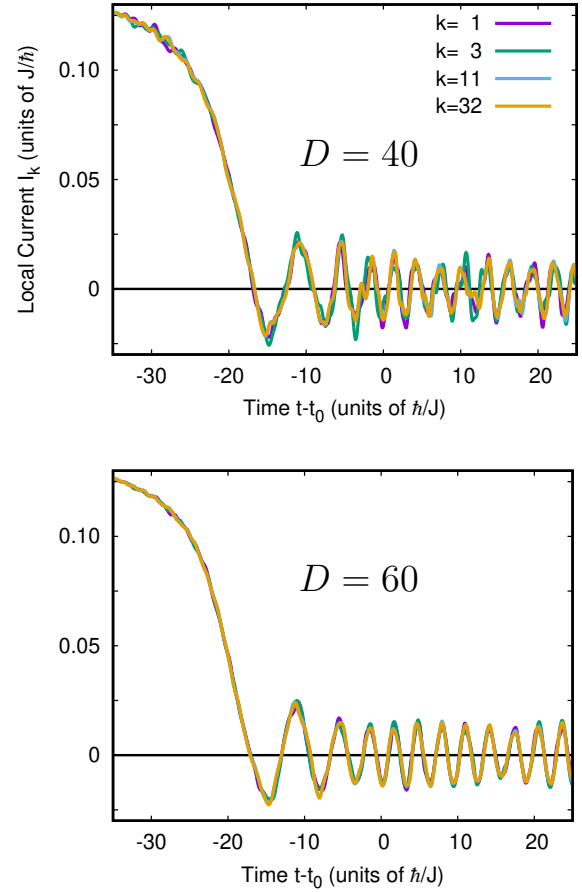 k= 1
k= 3
k=11
k=32
D = 40
Local Current I_k (units of J/ħ)
0.10
0.05
0
-30 -20 -10 0 10 20
Time t-t₀ (units of ħ/J)
D = 60
0.10
0.05
0
-30 -20 -10 0 10 20
Time t-t₀ (units of ħ/J)